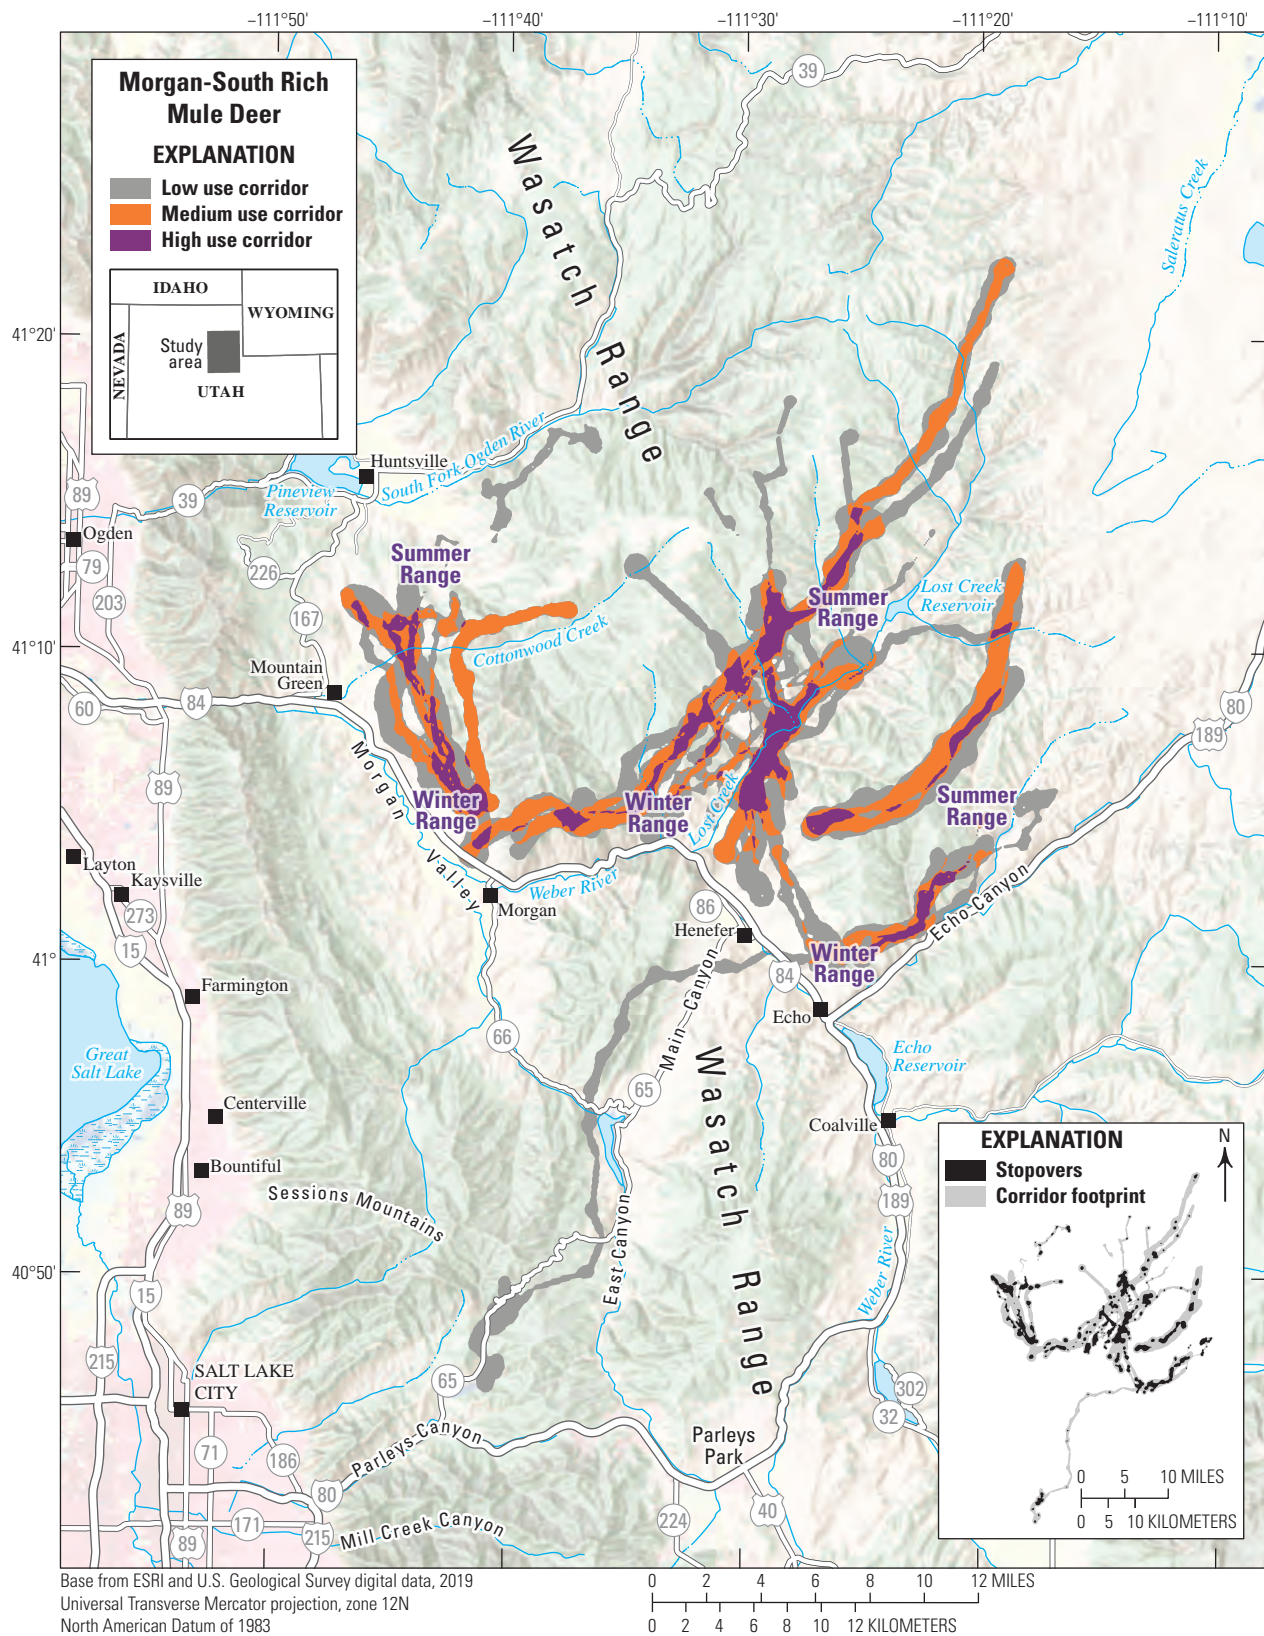 −111°50'
−111°40'
−111°30'
−111°20'
−111°10'
Morgan-South Rich
Mule Deer
EXPLANATION
Low use corridor
Medium use corridor
High use corridor
IDAHO
WYOMING
NEVADA
Study
area
UTAH
39
Wasatch Range
Saleratus Creek
41°20'
Huntsville
South Fork Ogden River
Pineview
Reservoir
89
39
Ogden
79
203
226
167
Summer
Range
Summer
Range
Lost Creek
Reservoir
41°10'
Cottonwood Creek
Mountain
Green
60
84
80
189
89
Morgan Valley
Winter
Range
Winter
Range
Lost Creek
Summer
Range
Layton
Kaysville
273
15
Weber River
Morgan
86
Henefer
Echo Canyon
41°
Winter
Range
84
Farmington
Main Canyon
Echo
66
Echo
Reservoir
Great
Salt Lake
65
Centerville
Coalville
Wasatch Range
Bountiful
80
Sessions Mountains
189
89
East Canyon
Weber River
40°50'
15
215
SALT LAKE
CITY
65
302
32
71
186
Parleys Canyon
Parleys
Park
80
171
215
Mill Creek Canyon
89
224
40
EXPLANATION
N
Stopovers
Corridor footprint
0 5 10 MILES
0 5 10 KILOMETERS
Base from ESRI and U.S. Geological Survey digital data, 2019
Universal Transverse Mercator projection, zone 12N
North American Datum of 1983
0 2 4 6 8 10 12 MILES
0 2 4 6 8 10 12 KILOMETERS